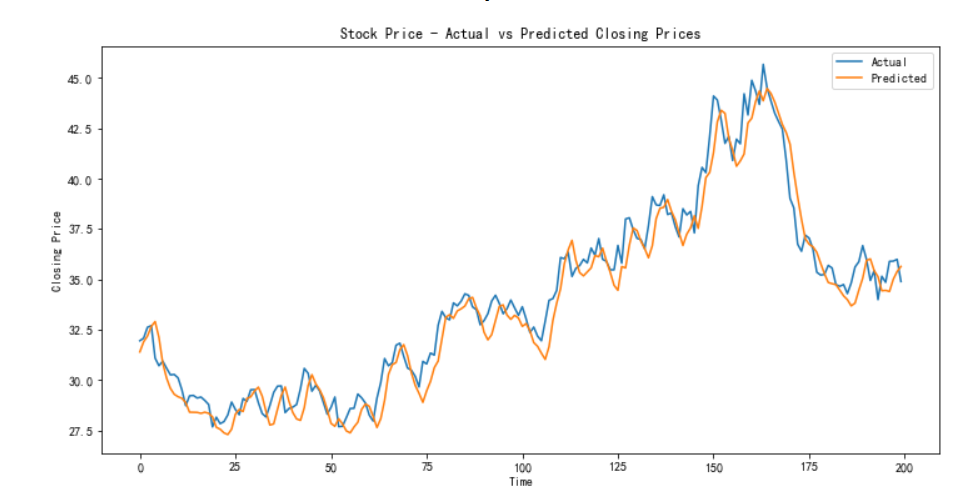 Stock Price - Actual vs Predicted Closing Prices
Actual
Predicted
45.0
42.5
40.0
37.5
35.0
32.5
30.0
27.5
Closing Price
0 25 50 75 100 125 150 175 200
Time